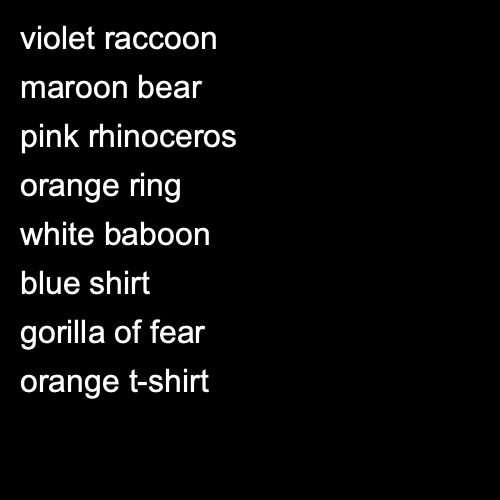 violet raccoon
maroon bear
pink rhinoceros
orange ring
white baboon
blue shirt
gorilla of fear
orange t-shirt